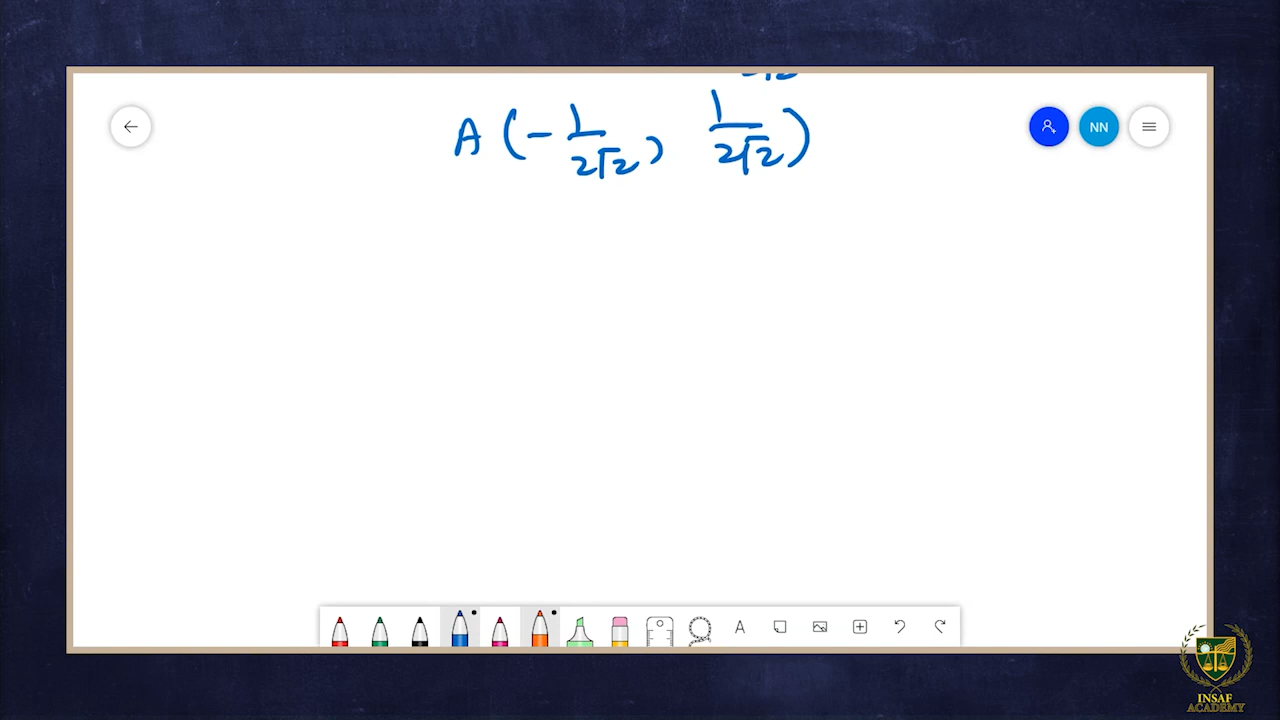 A (-1/2√2, 1/2√2)
NN
A
INSAF
ACADEMY